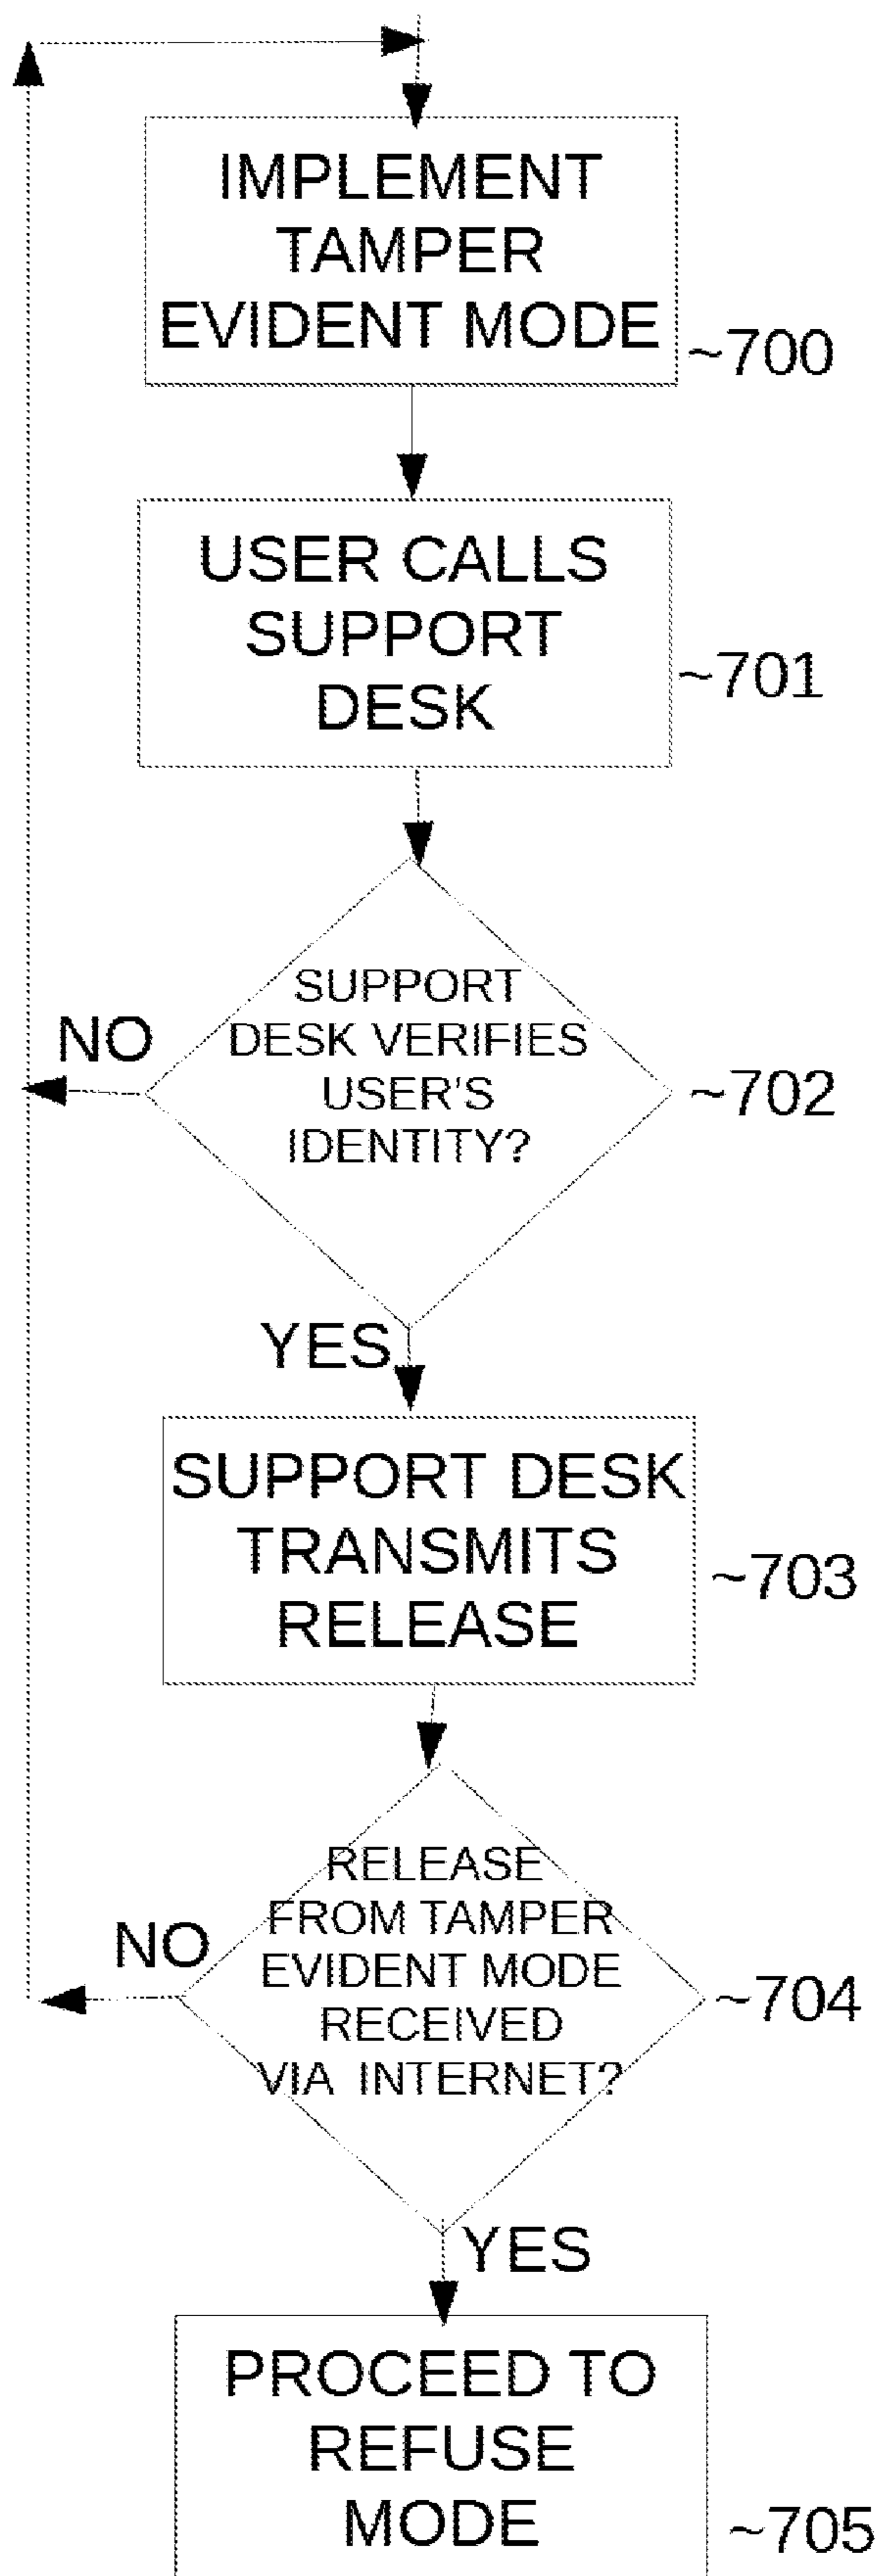 IMPLEMENT
TAMPER
EVIDENT MODE
~700
USER CALLS
SUPPORT
DESK
~701
SUPPORT
DESK VERIFIES
USER'S
IDENTITY?
NO
~702
YES
SUPPORT DESK
TRANSMITS
RELEASE
~703
RELEASE
FROM TAMPER
EVIDENT MODE
RECEIVED
VIA INTERNET?
NO
~704
YES
PROCEED TO
REFUSE
MODE
~705